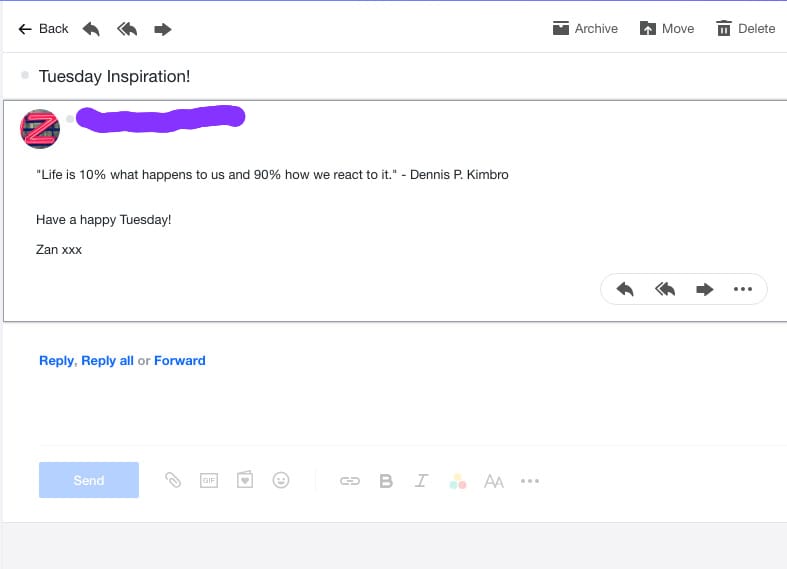 Back
Archive
Move
Delete
Tuesday Inspiration!
Z
"Life is 10% what happens to us and 90% how we react to it." - Dennis P. Kimbro
Have a happy Tuesday!
Zan xxx
Reply, Reply all or Forward
Send
GIF
B I AA